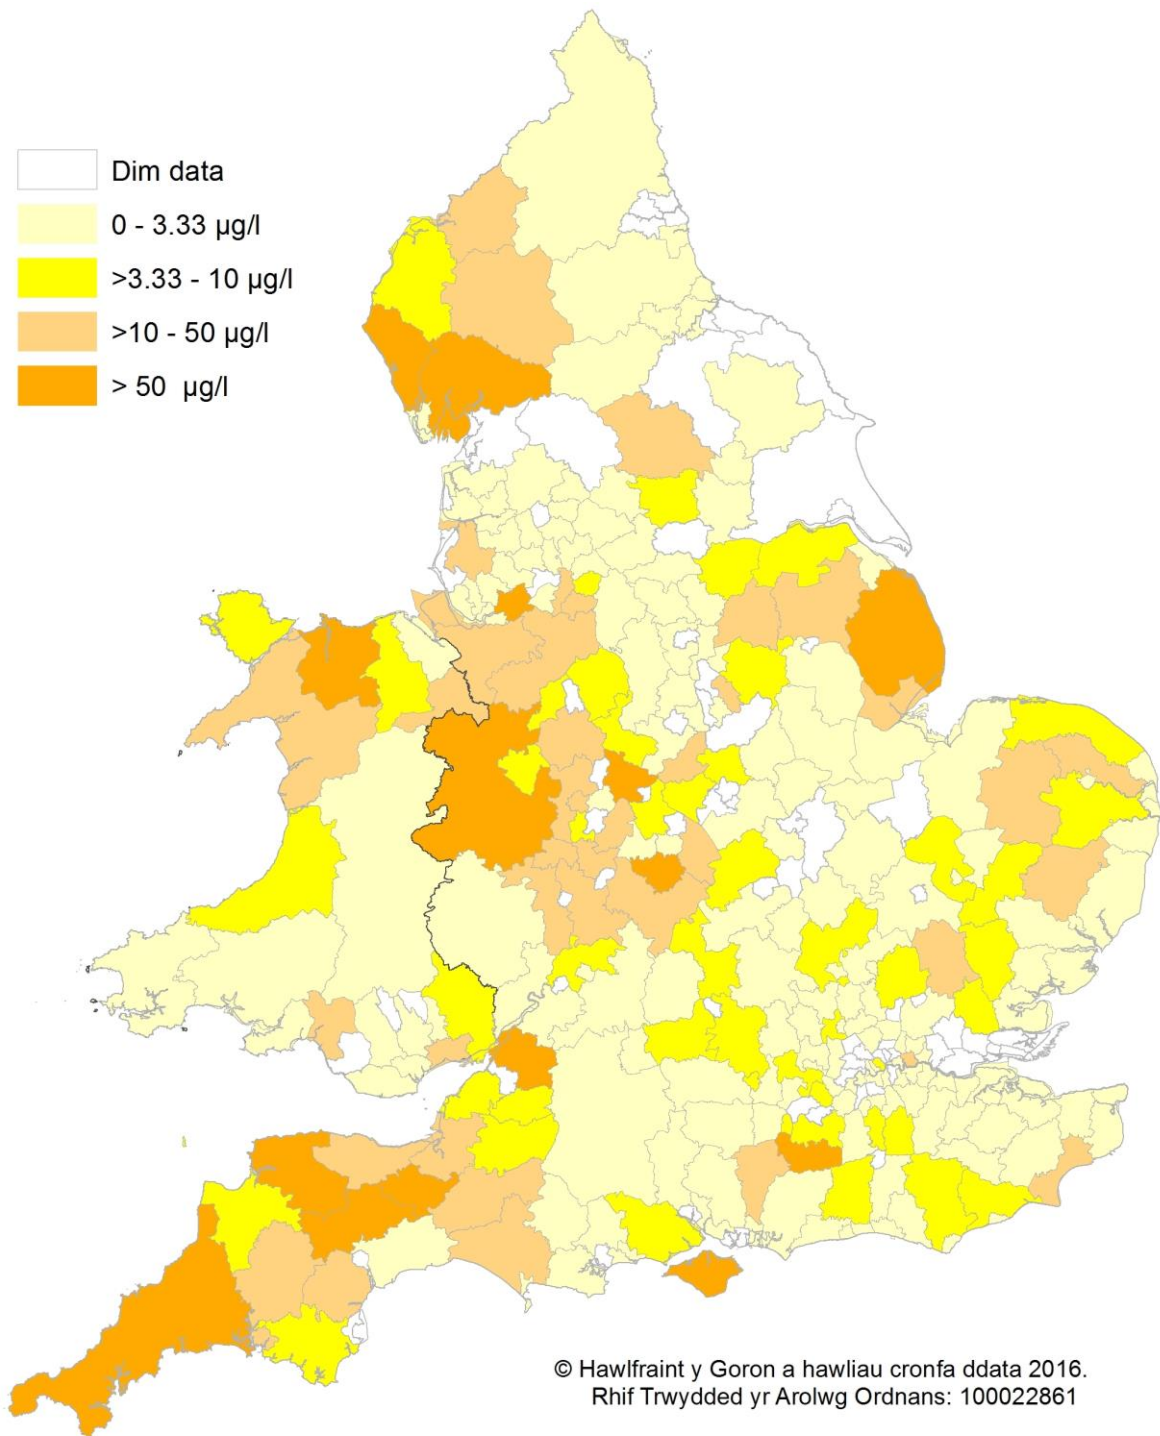 Dim data
0 - 3.33 µg/l
>3.33 - 10 µg/l
>10 - 50 µg/l
> 50 µg/l
© Hawlfraint y Goron a hawliau cronfa ddata 2016.
Rhif Trwydded yr Arolwg Ordnans: 100022861